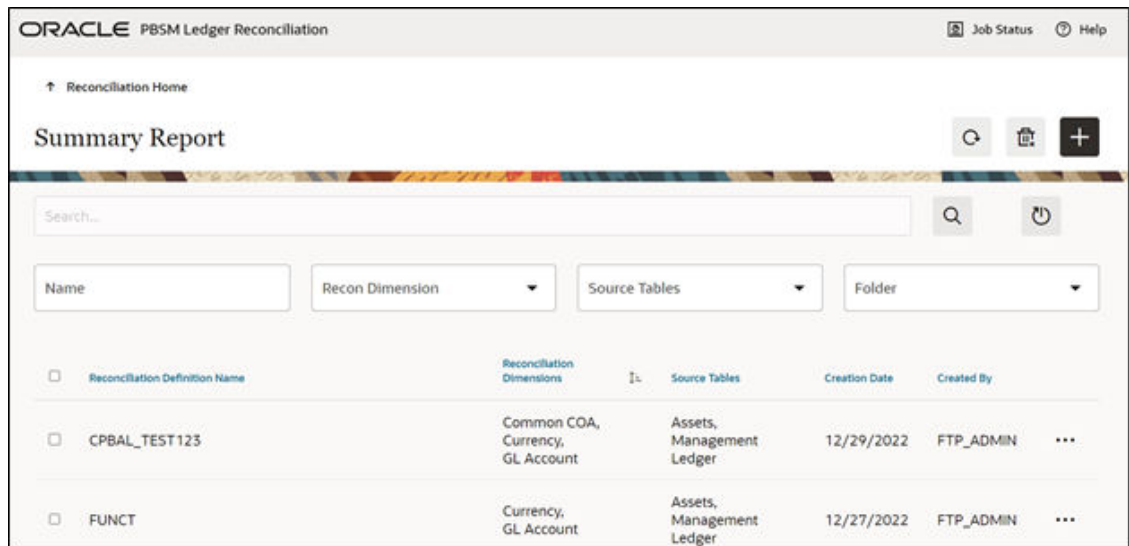 ORACLE PBSM Ledger Reconciliation Job Status Help
Reconciliation Home
Summary Report
Search...
Name Recon Dimension Source Tables Folder
Reconciliation Definition Name Reconciliation Dimensions Source Tables Creation Date Created By
CPBAL_TEST123 Common COA, Currency, GL Account Assets, Management Ledger 12/29/2022 FTP_ADMIN
FUNCT Currency, GL Account Assets, Management Ledger 12/27/2022 FTP_ADMIN